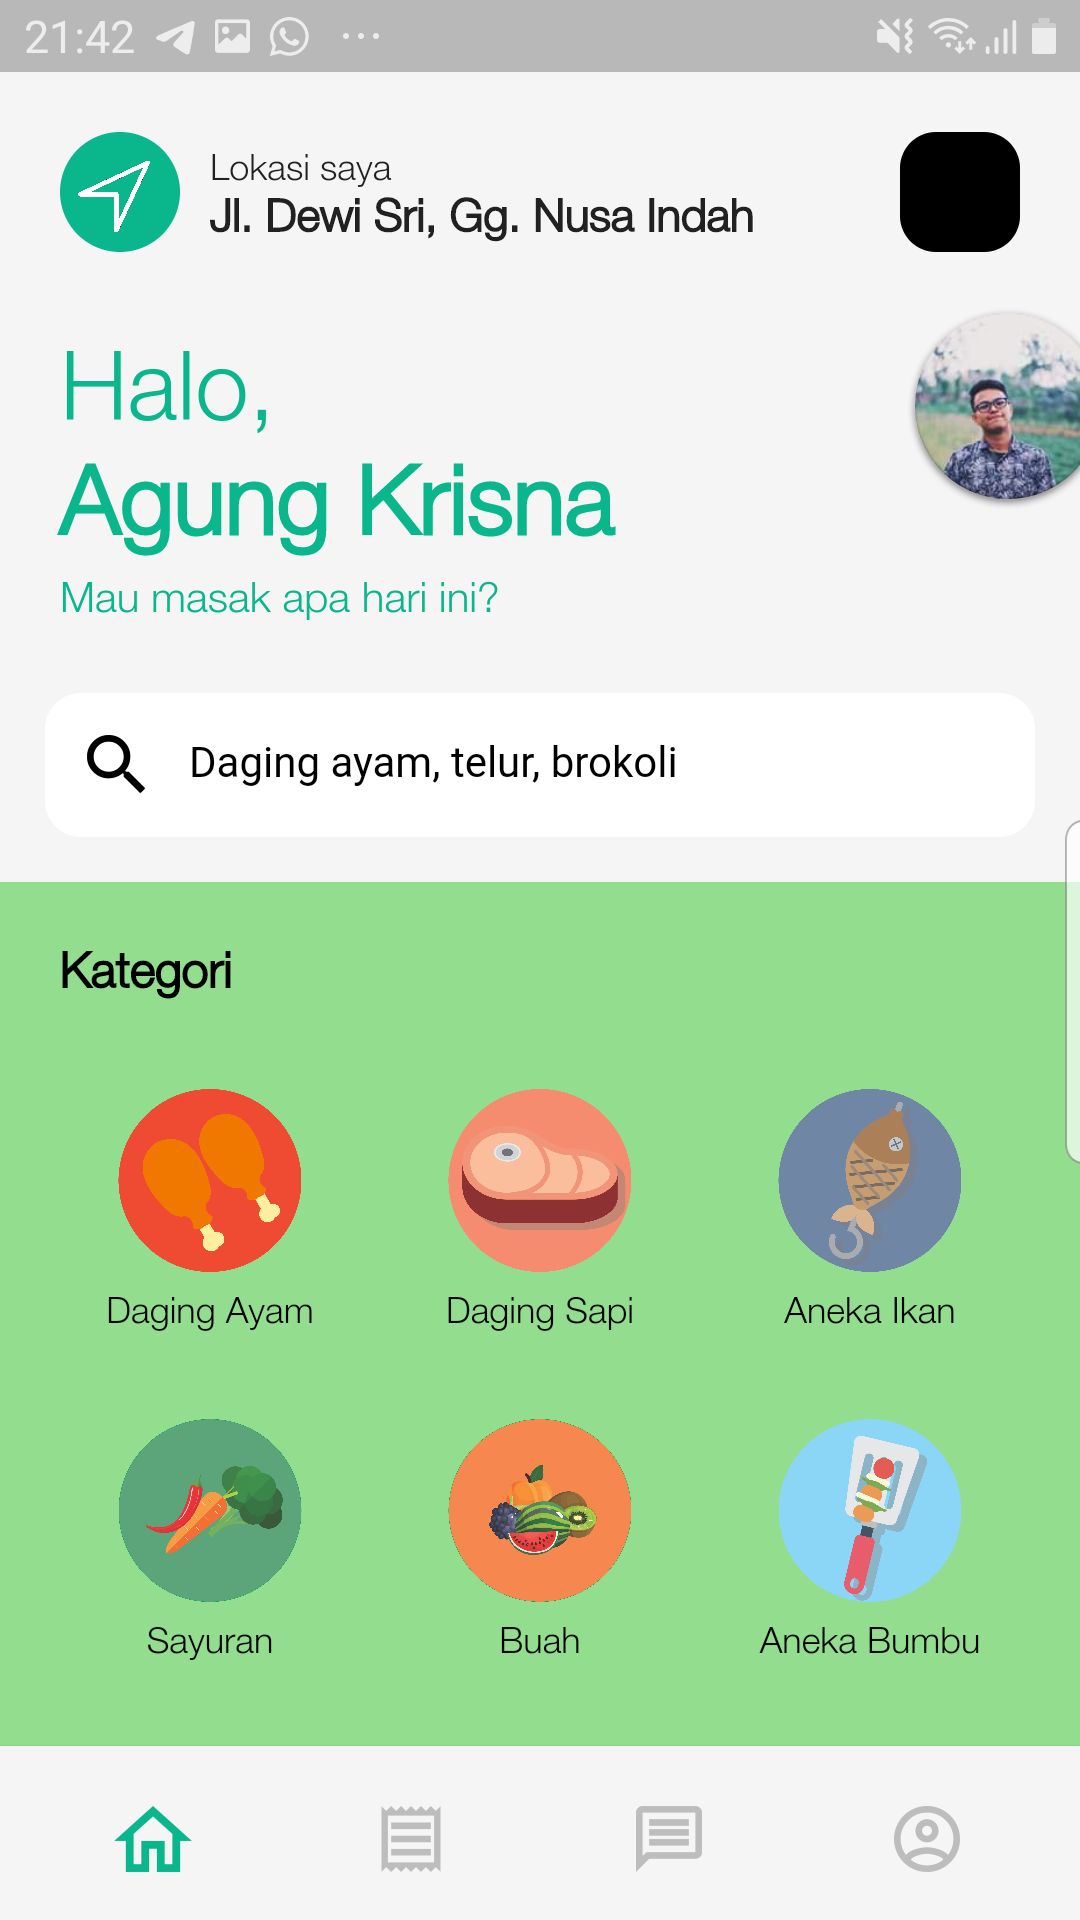 21:42
Lokasi saya
Jl. Dewi Sri, Gg. Nusa Indah
Halo,
Agung Krisna
Mau masak apa hari ini?
Daging ayam, telur, brokoli
Kategori
Daging Ayam
Daging Sapi
Aneka Ikan
Sayuran
Buah
Aneka Bumbu